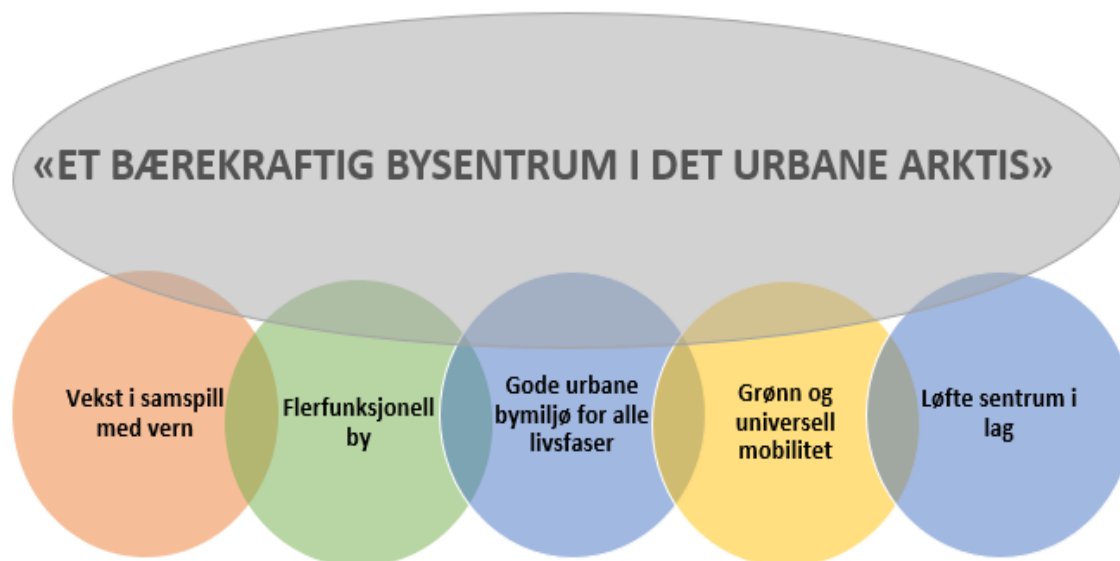 «ET BÆREKRAFTIG BYSENTRUM I DET URBANE ARKTIS»
Vekst i samspill
med vern
Flerfunksjonell
by
Gode urbane
bymiljø for alle
livsfaser
Grønn og
universell
mobilitet
Løfte sentrum i
lag